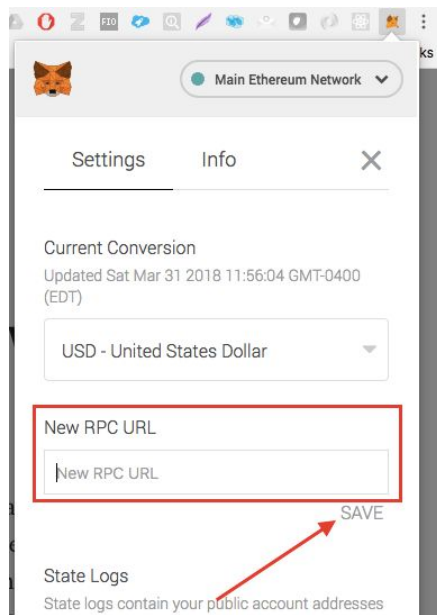 FIO
ks
Main Ethereum Network
Settings Info
Current Conversion
Updated Sat Mar 31 2018 11:56:04 GMT-0400
(EDT)
USD - United States Dollar
New RPC URL
New RPC URL
SAVE
State Logs
State logs contain your public account addresses